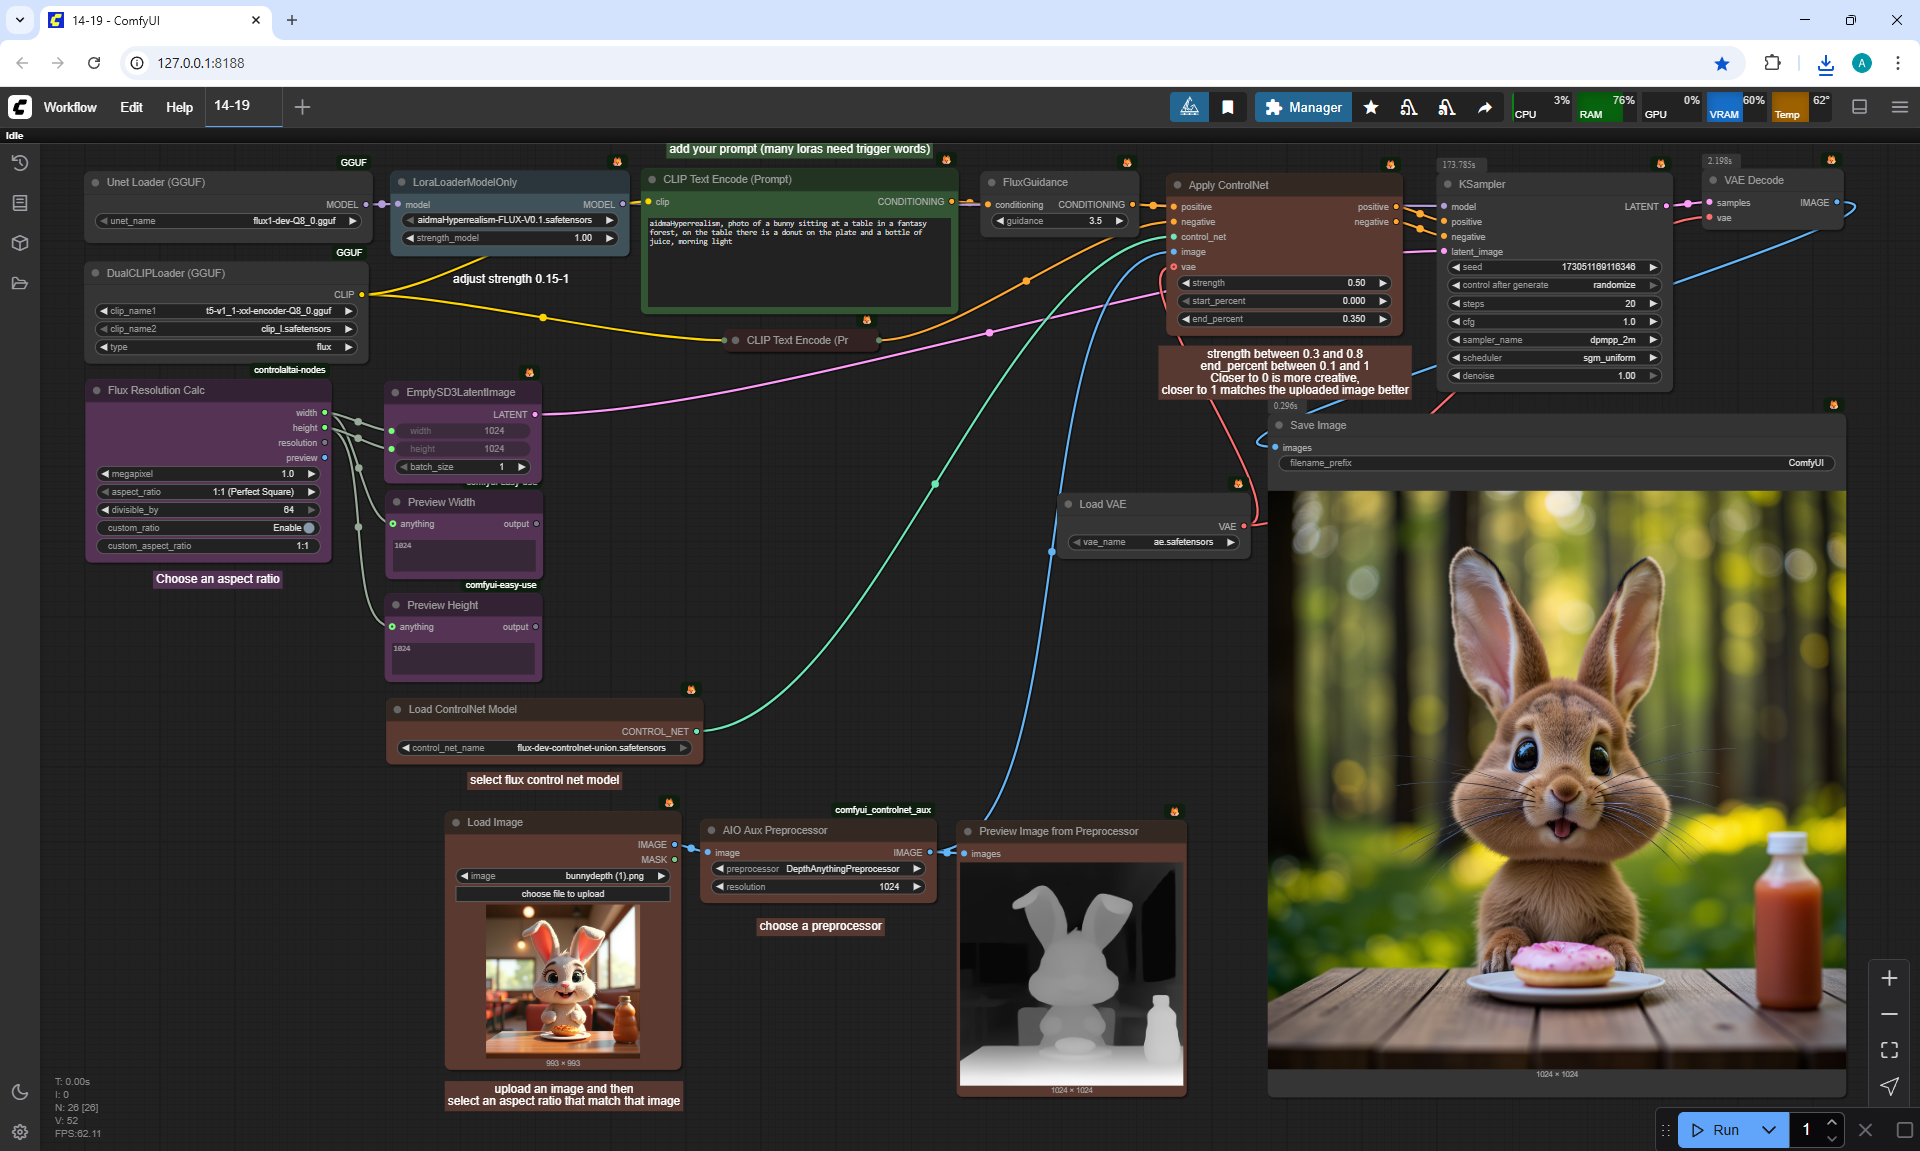 14-19 - ComfyUI
127.0.0.1:8188
A
Workflow
Edit
Help
14-19
Manager
CPU 3%
RAM 76%
GPU 0%
VRAM 60%
Temp 62°
Idle
GGUF
Unet Loader (GGUF)
MODEL
unet_name flux1-dev-Q8_0.gguf
GGUF
DualCLIPLoader (GGUF)
CLIP
clip_name1 t5-v1_1-xxl-encoder-Q8_0.gguf
clip_name2 clip_l.safetensors
type flux
LoraLoaderModelOnly
model MODEL
aidmaHyperrealism-FLUX-V0.1.safetensors
strength_model 1.00
adjust strength 0.15-1
add your prompt (many loras need trigger words)
CLIP Text Encode (Prompt)
clip CONDITIONING
aidmaHyperrealism, photo of a bunny sitting at a table in a fantasy
forest, on the table there is a donut on the plate and a bottle of
juice, morning light
CLIP Text Encode (Pr
FluxGuidance
conditioning CONDITIONING
guidance 3.5
Apply ControlNet
positive positive
negative negative
control_net
image
vae
strength 0.50
start_percent 0.000
end_percent 0.350
strength between 0.3 and 0.8
end_percent between 0.1 and 1
Closer to 0 is more creative,
closer to 1 matches the uploaded image better
173.785s
KSampler
model LATENT
positive
negative
latent_image
seed 173051169116346
control after generate randomize
steps 20
cfg 1.0
sampler_name dpmpp_2m
scheduler sgm_uniform
denoise 1.00
2.198s
VAE Decode
samples IMAGE
vae
controlaltai-nodes
Flux Resolution Calc
width
height
resolution
preview
megapixel 1.0
aspect_ratio 1:1 (Perfect Square)
divisible_by 64
custom_ratio Enable
custom_aspect_ratio 1:1
Choose an aspect ratio
EmptySD3LatentImage
LATENT
width 1024
height 1024
batch_size 1
comfyui-easy-use
Preview Width
anything output
1024
comfyui-easy-use
Preview Height
anything output
1024
Load VAE
VAE
vae_name ae.safetensors
0.296s
Save Image
images
filename_prefix ComfyUI
1024 × 1024
Load ControlNet Model
CONTROL_NET
control_net_name flux-dev-controlnet-union.safetensors
select flux control net model
Load Image
IMAGE
MASK
image bunnydepth (1).png
choose file to upload
993 × 993
upload an image and then
select an aspect ratio that match that image
comfyui_controlnet_aux
AIO Aux Preprocessor
image IMAGE
preprocessor DepthAnythingPreprocessor
resolution 1024
choose a preprocessor
Preview Image from Preprocessor
images
1024 × 1024
T: 0.00s
I: 0
N: 26 [26]
V: 52
FPS:62.11
Run
1